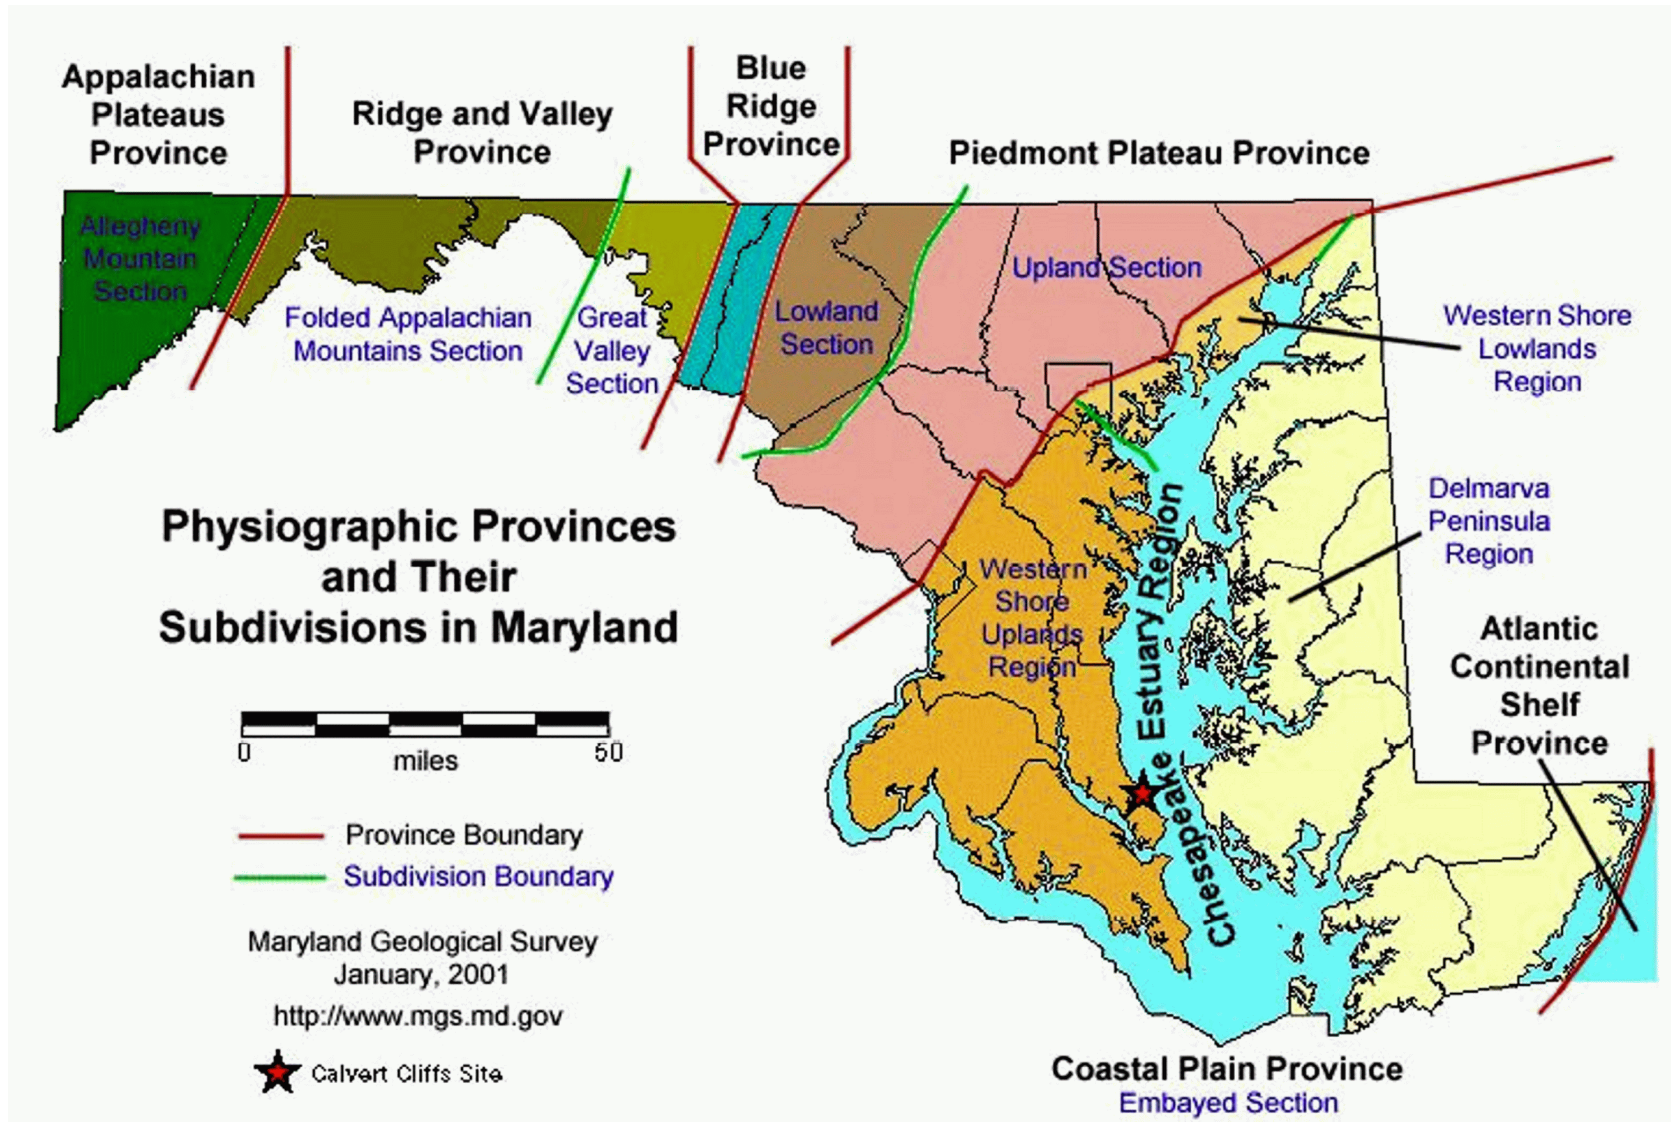 Appalachian
Plateaus
Province
Ridge and Valley
Province
Blue
Ridge
Province
Piedmont Plateau Province
Allegheny
Mountain
Section
Folded Appalachian
Mountains Section
Great
Valley
Section
Lowland
Section
Upland Section
Western Shore
Lowlands
Region
Delmarva
Peninsula
Region
Western
Shore
Uplands
Region
Chesapeake Estuary Region
Atlantic
Continental
Shelf
Province
Physiographic Provinces
and Their
Subdivisions in Maryland
0 50
miles
Province Boundary
Subdivision Boundary
Maryland Geological Survey
January, 2001
http://www.mgs.md.gov
Calvert Cliffs Site
Coastal Plain Province
Embayed Section